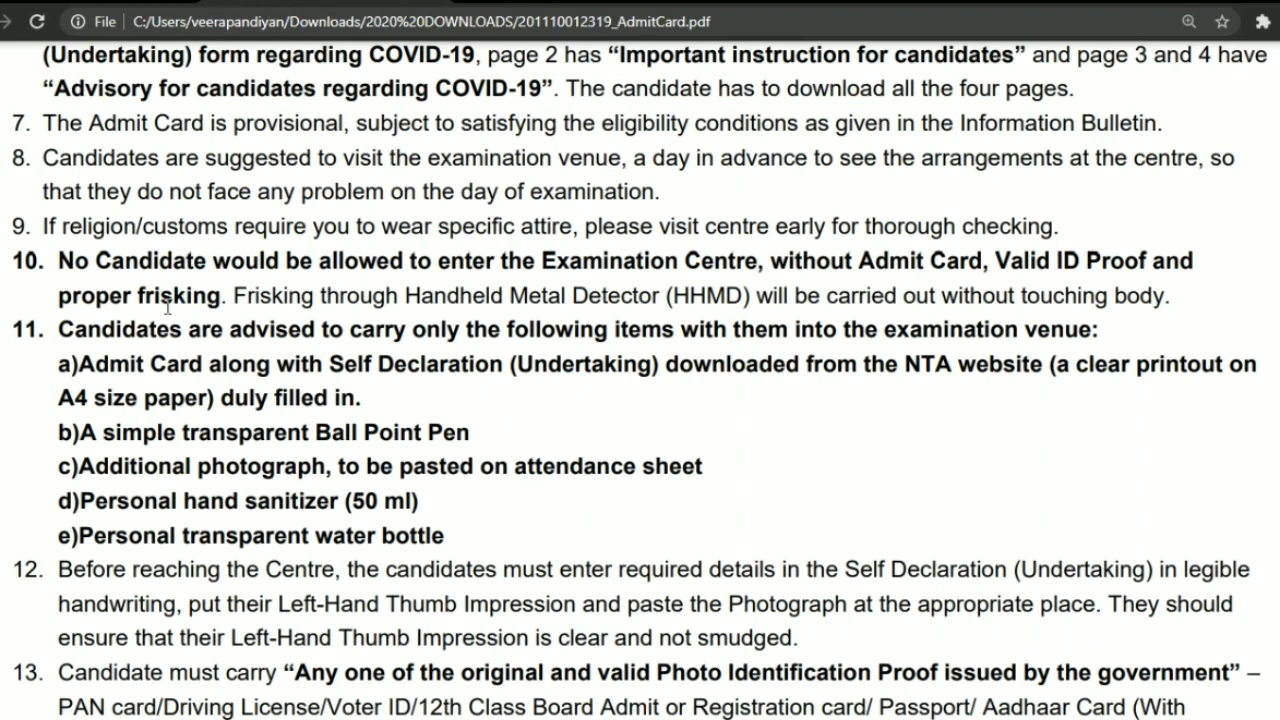 File C:/Users/veerapandiyan/Downloads/2020%20DOWNLOADS/201110012319_AdmitCard.pdf
(Undertaking) form regarding COVID-19, page 2 has “Important instruction for candidates” and page 3 and 4 have
“Advisory for candidates regarding COVID-19”. The candidate has to download all the four pages.
7. The Admit Card is provisional, subject to satisfying the eligibility conditions as given in the Information Bulletin.
8. Candidates are suggested to visit the examination venue, a day in advance to see the arrangements at the centre, so
that they do not face any problem on the day of examination.
9. If religion/customs require you to wear specific attire, please visit centre early for thorough checking.
10. No Candidate would be allowed to enter the Examination Centre, without Admit Card, Valid ID Proof and
proper frisking. Frisking through Handheld Metal Detector (HHMD) will be carried out without touching body.
11. Candidates are advised to carry only the following items with them into the examination venue:
a)Admit Card along with Self Declaration (Undertaking) downloaded from the NTA website (a clear printout on
A4 size paper) duly filled in.
b)A simple transparent Ball Point Pen
c)Additional photograph, to be pasted on attendance sheet
d)Personal hand sanitizer (50 ml)
e)Personal transparent water bottle
12. Before reaching the Centre, the candidates must enter required details in the Self Declaration (Undertaking) in legible
handwriting, put their Left-Hand Thumb Impression and paste the Photograph at the appropriate place. They should
ensure that their Left-Hand Thumb Impression is clear and not smudged.
13. Candidate must carry “Any one of the original and valid Photo Identification Proof issued by the government” –
PAN card/Driving License/Voter ID/12th Class Board Admit or Registration card/ Passport/ Aadhaar Card (With